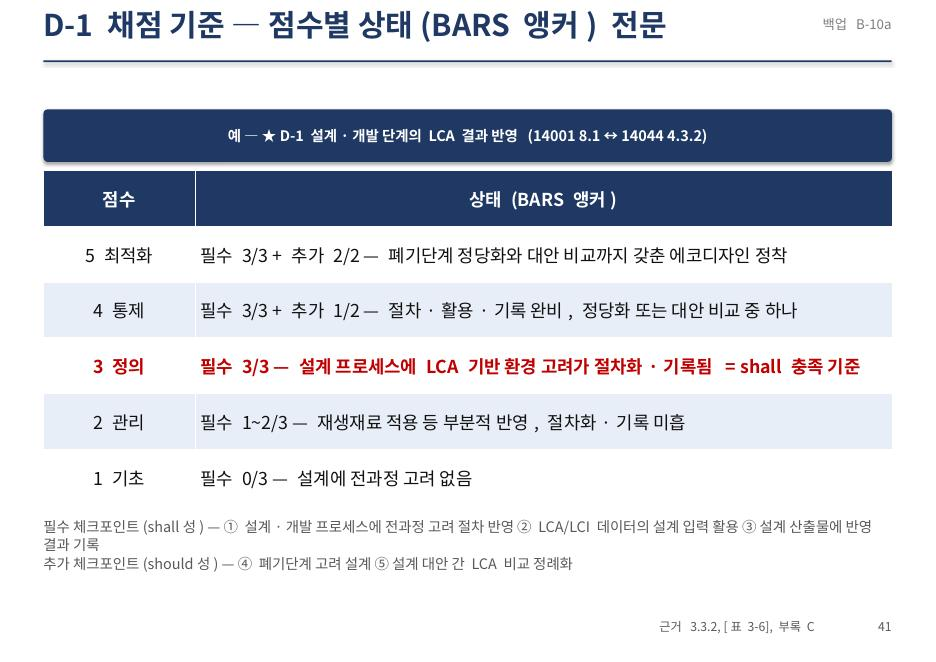 D-1 채점 기준 — 점수별 상태 (BARS 앵커 ) 전문
백업 B-10a
예 — ★ D-1 설계 · 개발 단계의 LCA 결과 반영 (14001 8.1 ↔ 14044 4.3.2)
점수 상태 (BARS 앵커 )
5 최적화 필수 3/3 + 추가 2/2 — 폐기단계 정당화와 대안 비교까지 갖춘 에코디자인 정착
4 통제 필수 3/3 + 추가 1/2 — 절차 · 활용 · 기록 완비 , 정당화 또는 대안 비교 중 하나
3 정의 필수 3/3 — 설계 프로세스에 LCA 기반 환경 고려가 절차화 · 기록됨 = shall 충족 기준
2 관리 필수 1~2/3 — 재생재료 적용 등 부분적 반영 , 절차화 · 기록 미흡
1 기초 필수 0/3 — 설계에 전과정 고려 없음
필수 체크포인트 (shall 성 ) — ① 설계 · 개발 프로세스에 전과정 고려 절차 반영 ② LCA/LCI 데이터의 설계 입력 활용 ③ 설계 산출물에 반영
결과 기록
추가 체크포인트 (should 성 ) — ④ 폐기단계 고려 설계 ⑤ 설계 대안 간 LCA 비교 정례화
근거 3.3.2, [ 표 3-6], 부록 C
41